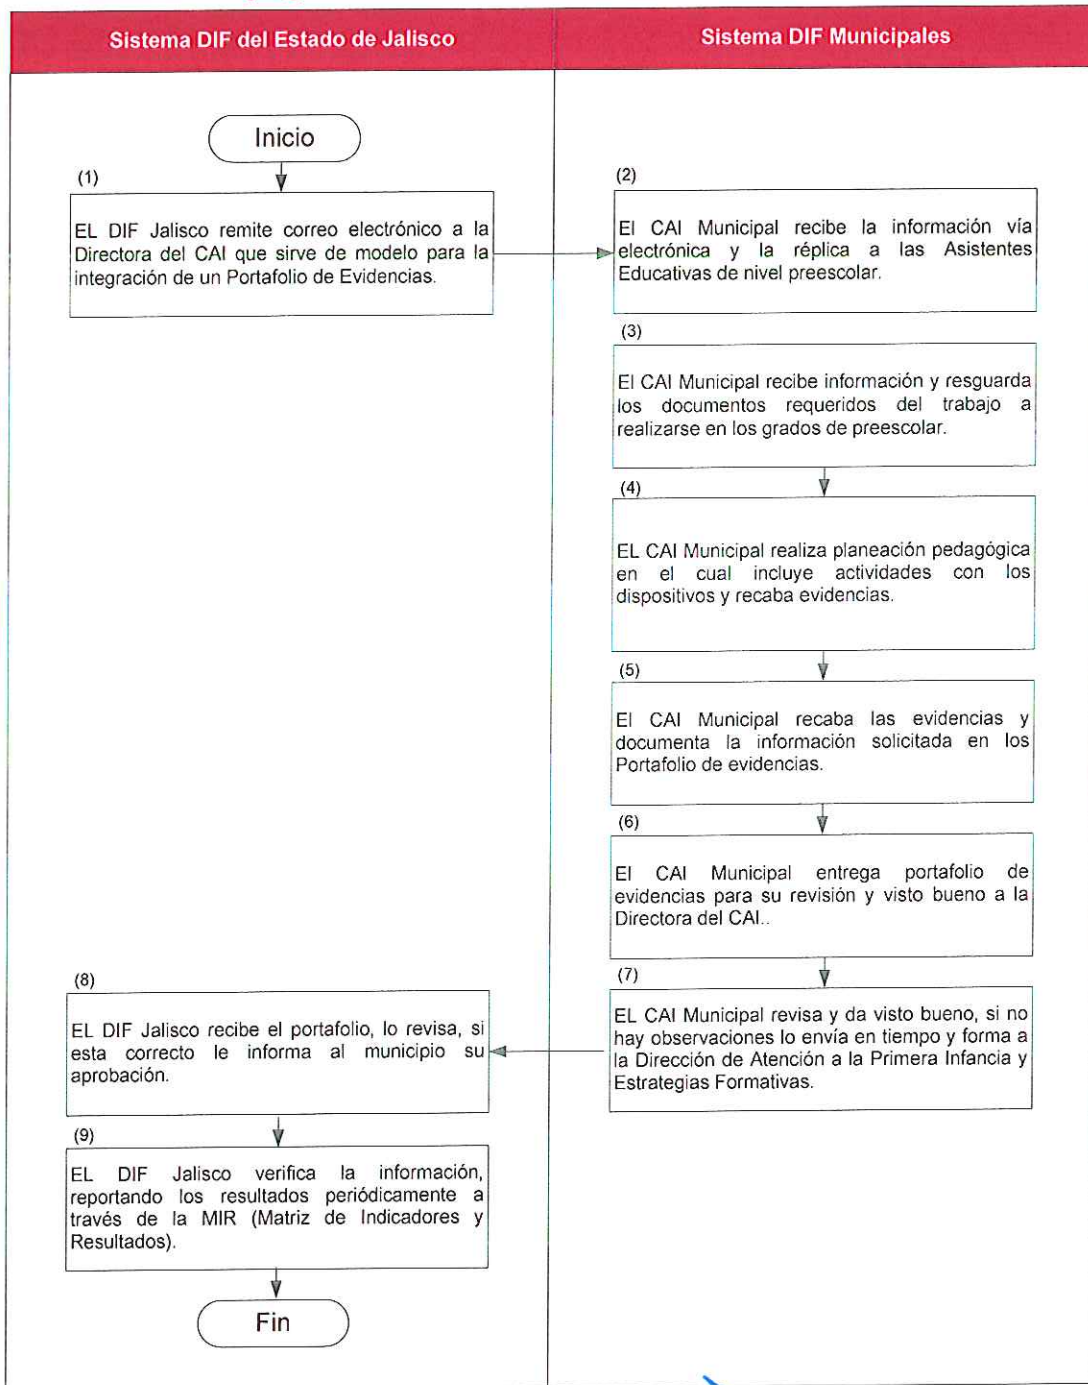 Sistema DIF del Estado de Jalisco
Sistema DIF Municipales
Inicio
(1)
EL DIF Jalisco remite correo electrónico a la
Directora del CAI que sirve de modelo para la
integración de un Portafolio de Evidencias.
(2)
El CAI Municipal recibe la información vía
electrónica y la réplica a las Asistentes
Educativas de nivel preescolar.
(3)
El CAI Municipal recibe información y resguarda
los documentos requeridos del trabajo a
realizarse en los grados de preescolar.
(4)
EL CAI Municipal realiza planeación pedagógica
en el cual incluye actividades con los
dispositivos y recaba evidencias.
(5)
El CAI Municipal recaba las evidencias y
documenta la información solicitada en los
Portafolio de evidencias.
(6)
El CAI Municipal entrega portafolio de
evidencias para su revisión y visto bueno a la
Directora del CAI..
(7)
EL CAI Municipal revisa y da visto bueno, si no
hay observaciones lo envía en tiempo y forma a
la Dirección de Atención a la Primera Infancia y
Estrategias Formativas.
(8)
EL DIF Jalisco recibe el portafolio, lo revisa, si
esta correcto le informa al municipio su
aprobación.
(9)
EL DIF Jalisco verifica la información,
reportando los resultados periódicamente a
través de la MIR (Matriz de Indicadores y
Resultados).
Fin